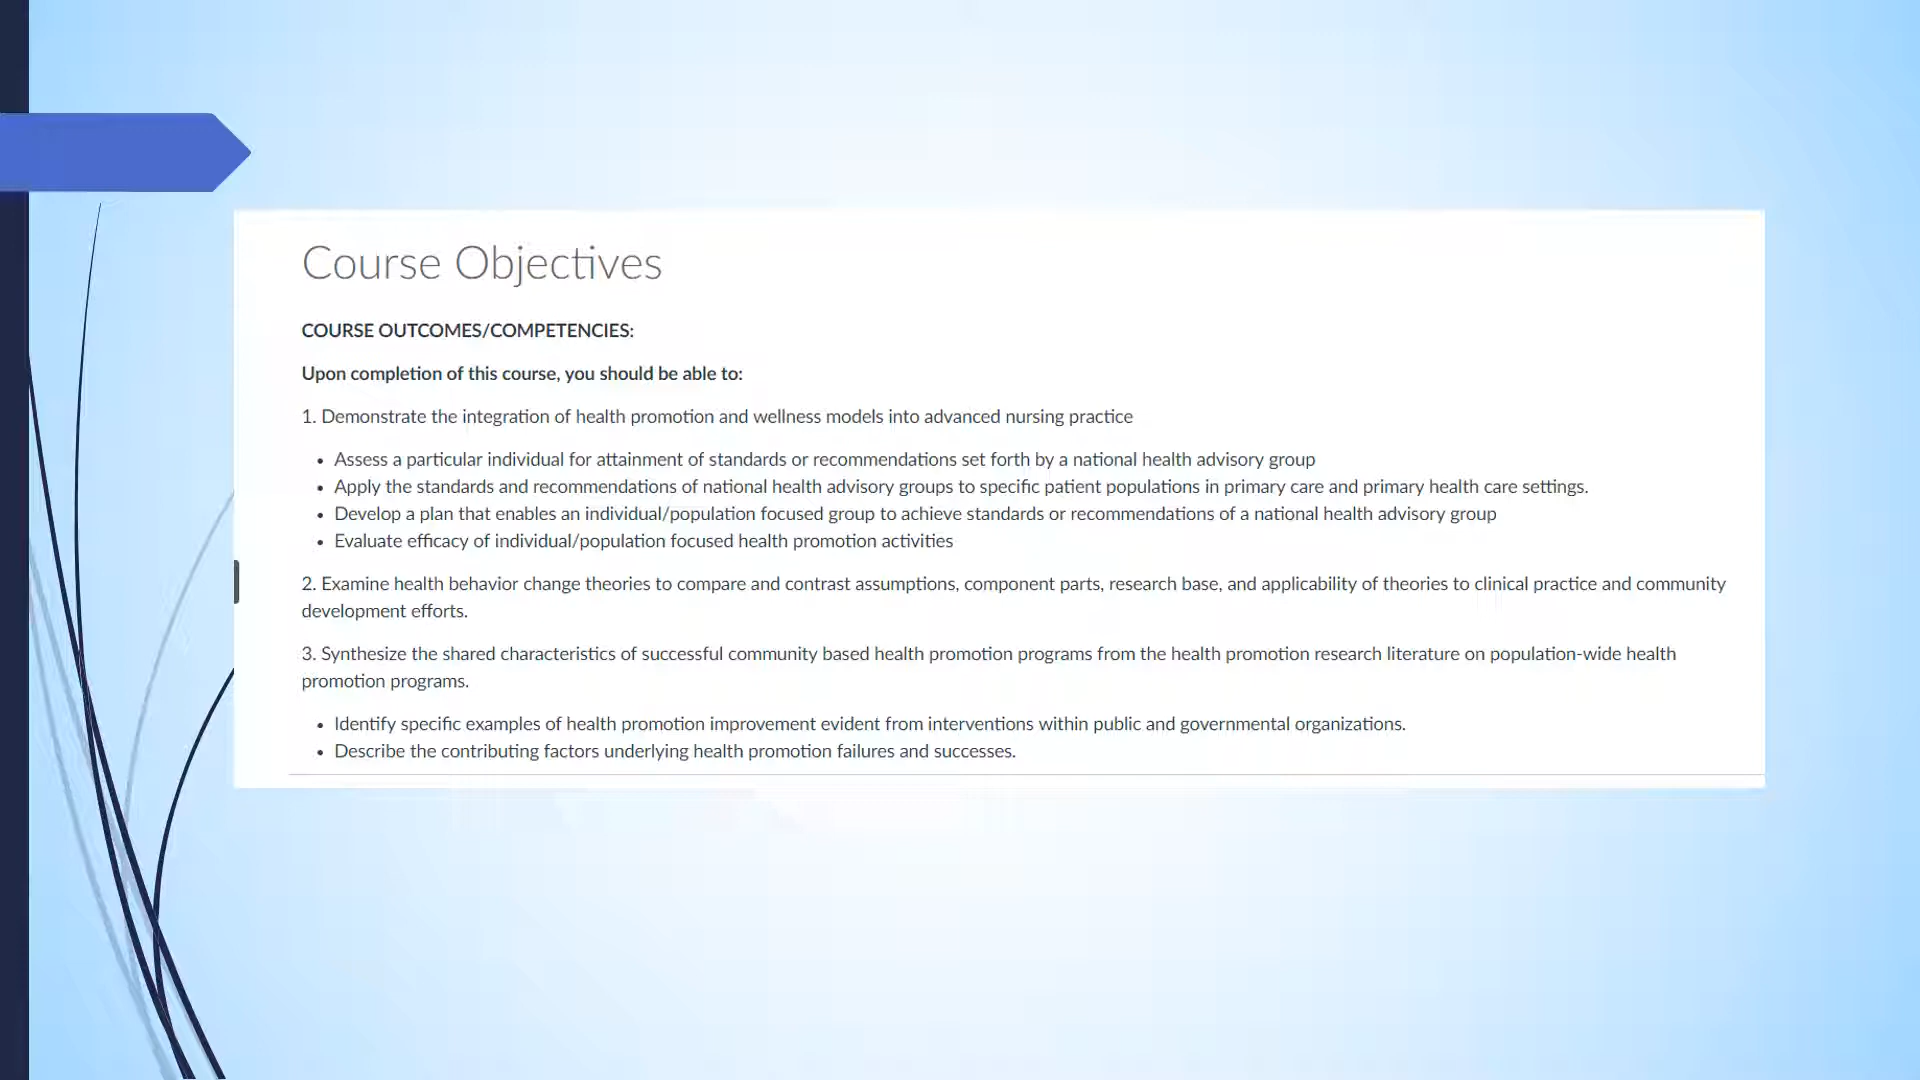 Course Objectives
COURSE OUTCOMES/COMPETENCIES:
Upon completion of this course, you should be able to:
1. Demonstrate the integration of health promotion and wellness models into advanced nursing practice
• Assess a particular individual for attainment of standards or recommendations set forth by a national health advisory group
• Apply the standards and recommendations of national health advisory groups to specific patient populations in primary care and primary health care settings.
• Develop a plan that enables an individual/population focused group to achieve standards or recommendations of a national health advisory group
• Evaluate efficacy of individual/population focused health promotion activities
2. Examine health behavior change theories to compare and contrast assumptions, component parts, research base, and applicability of theories to clinical practice and community
development efforts.
3. Synthesize the shared characteristics of successful community based health promotion programs from the health promotion research literature on population-wide health
promotion programs.
• Identify specific examples of health promotion improvement evident from interventions within public and governmental organizations.
• Describe the contributing factors underlying health promotion failures and successes.